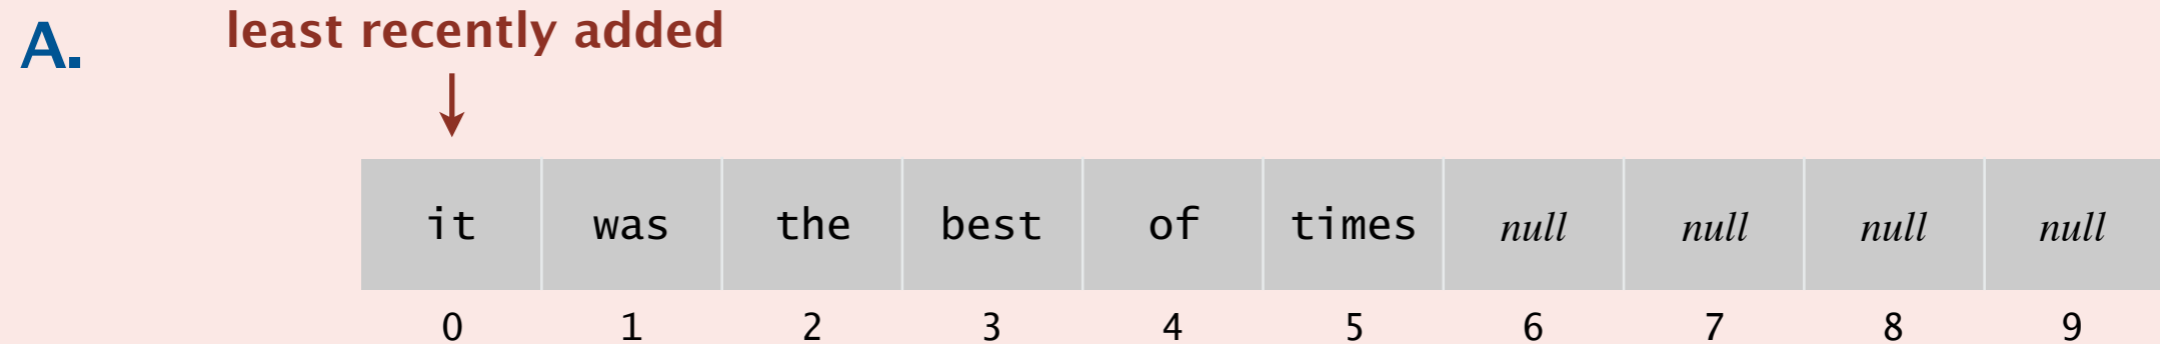 A.
least recently added
it was the best of times null null null null
0 1 2 3 4 5 6 7 8 9